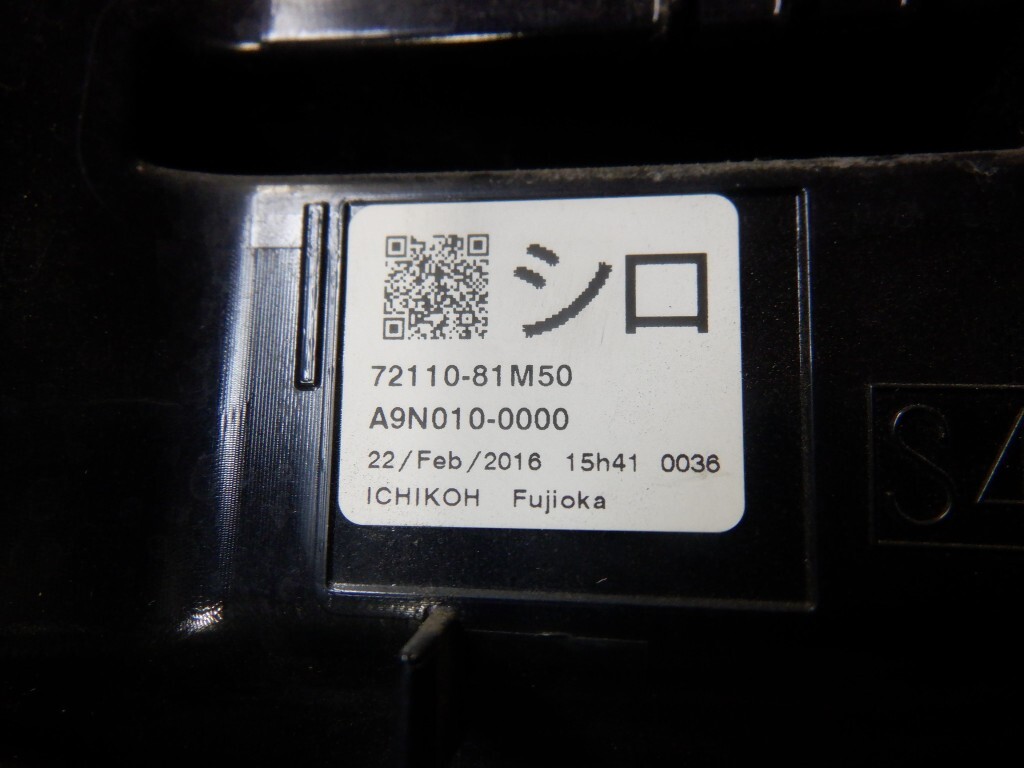 シロ
72110-81M50
A9N010-0000
22/Feb/2016 15h41 0036
ICHIKOH Fujioka